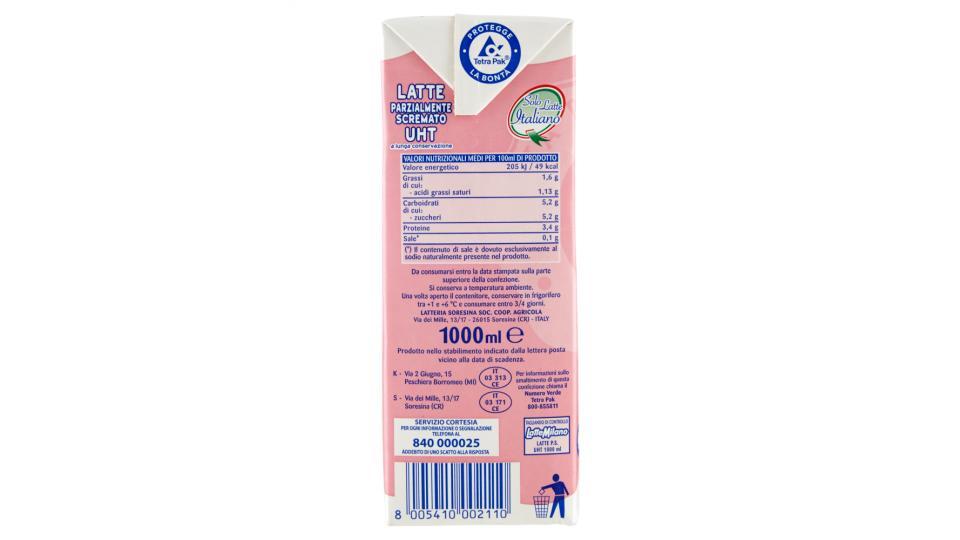 PROTEGGE
Tetra Pak®
LA BONTÀ
LATTE
PARZIALMENTE
SCREMATO
UHT
a lunga conservazione
Solo Latte
Italiano
VALORI NUTRIZIONALI MEDI PER 100ml DI PRODOTTO
Valore energetico 205 kJ / 49 kcal
Grassi 1,6 g
di cui:
- acidi grassi saturi 1,13 g
Carboidrati 5,2 g
di cui:
- zuccheri 5,2 g
Proteine 3,4 g
Sale* 0,1 g
(*) Il contenuto di sale è dovuto esclusivamente al
sodio naturalmente presente nel prodotto.
Da consumarsi entro la data stampata sulla parte
superiore della confezione.
Si conserva a temperatura ambiente.
Una volta aperto il contenitore, conservare in frigorifero
tra +1 e +6 °C e consumare entro 3/4 giorni.
LATTERIA SORESINA SOC. COOP. AGRICOLA
Via dei Mille, 13/17 - 26015 Soresina (CR) - ITALY
1000ml e
Prodotto nello stabilimento indicato dalla lettera posta
vicino alla data di scadenza.
K - Via 2 Giugno, 15
Peschiera Borromeo (MI)
IT
03 313
CE
S - Via dei Mille, 13/17
Soresina (CR)
IT
03 171
CE
Per informazioni sullo
smaltimento di questa
confezione chiama il
Numero Verde
Tetra Pak
800-855811
SERVIZIO CORTESIA
PER OGNI INFORMAZIONE O SEGNALAZIONE
TELEFONA AL
840 000025
ADDEBITO DI UNO SCATTO ALLA RISPOSTA
TAGLIANDO DI CONTROLLO
LatteMilano
LATTE P.S.
UHT 1000 ml
8 005410 002110